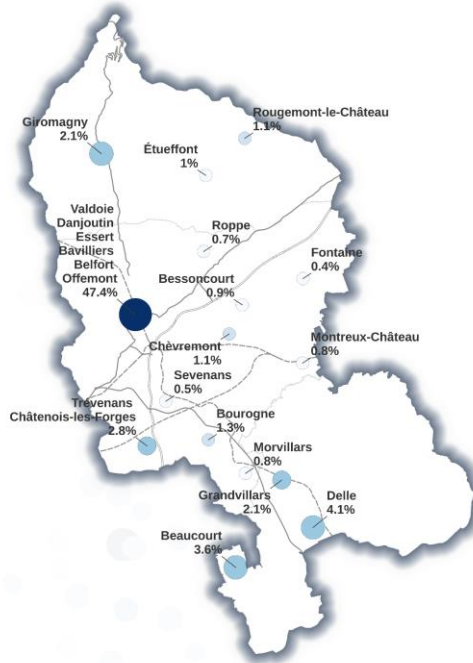 Rougemont-le-Château
1.1%
Giromagny
2.1%
Étueffont
1%
Valdoie
Danjoutin
Essert
Bavilliers
Belfort
Offemont
47.4%
Roppe
0.7%
Fontaine
0.4%
Bessoncourt
0.9%
Chèvremont
1.1%
Montreux-Château
0.8%
Sevenans
0.5%
Trévenans
Châtenois-les-Forges
2.8%
Bourogne
1.3%
Morvillars
0.8%
Grandvillars
2.1%
Delle
4.1%
Beaucourt
3.6%